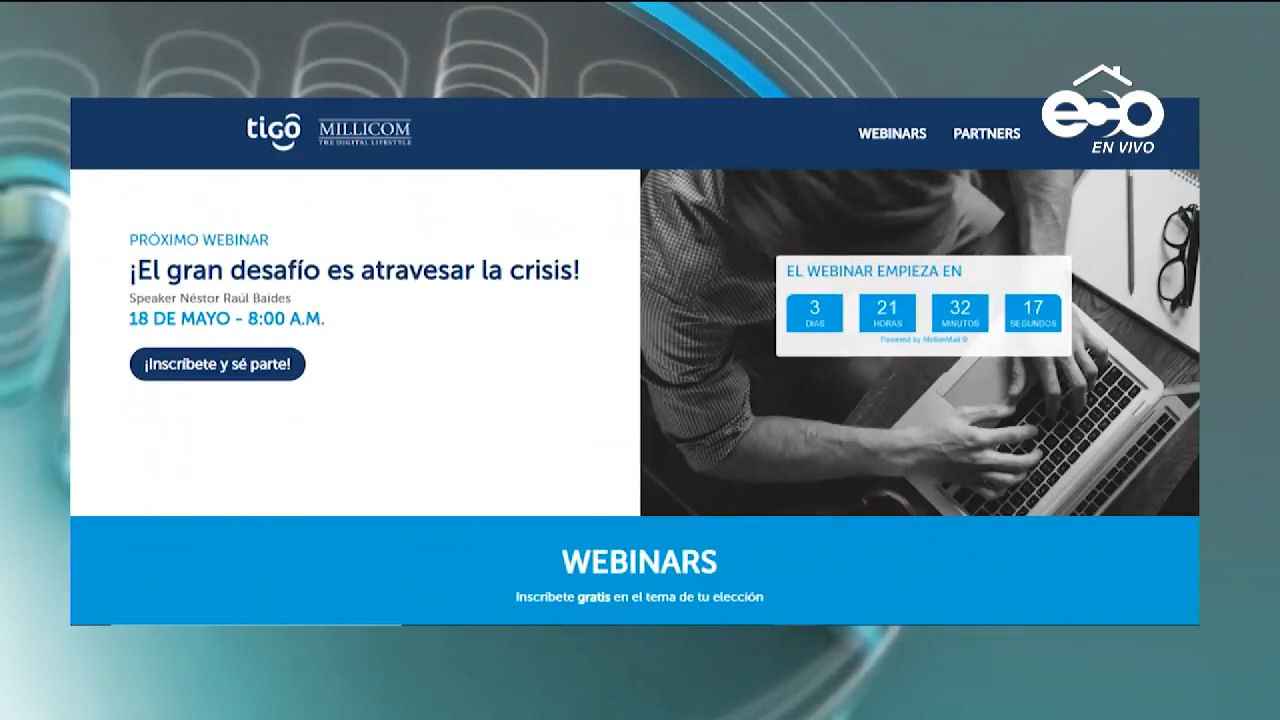 tigo MILLICOM
THE DIGITAL LIFESTYLE
WEBINARS PARTNERS
eco
EN VIVO
PRÓXIMO WEBINAR
¡El gran desafío es atravesar la crisis!
Speaker Néstor Raúl Baides
18 DE MAYO - 8:00 A.M.
¡Inscríbete y sé parte!
EL WEBINAR EMPIEZA EN
3 21 32 17
DIAS HORAS MINUTOS SEGUNDOS
Powered by MotionMail ®
WEBINARS
Inscríbete gratis en el tema de tu elección